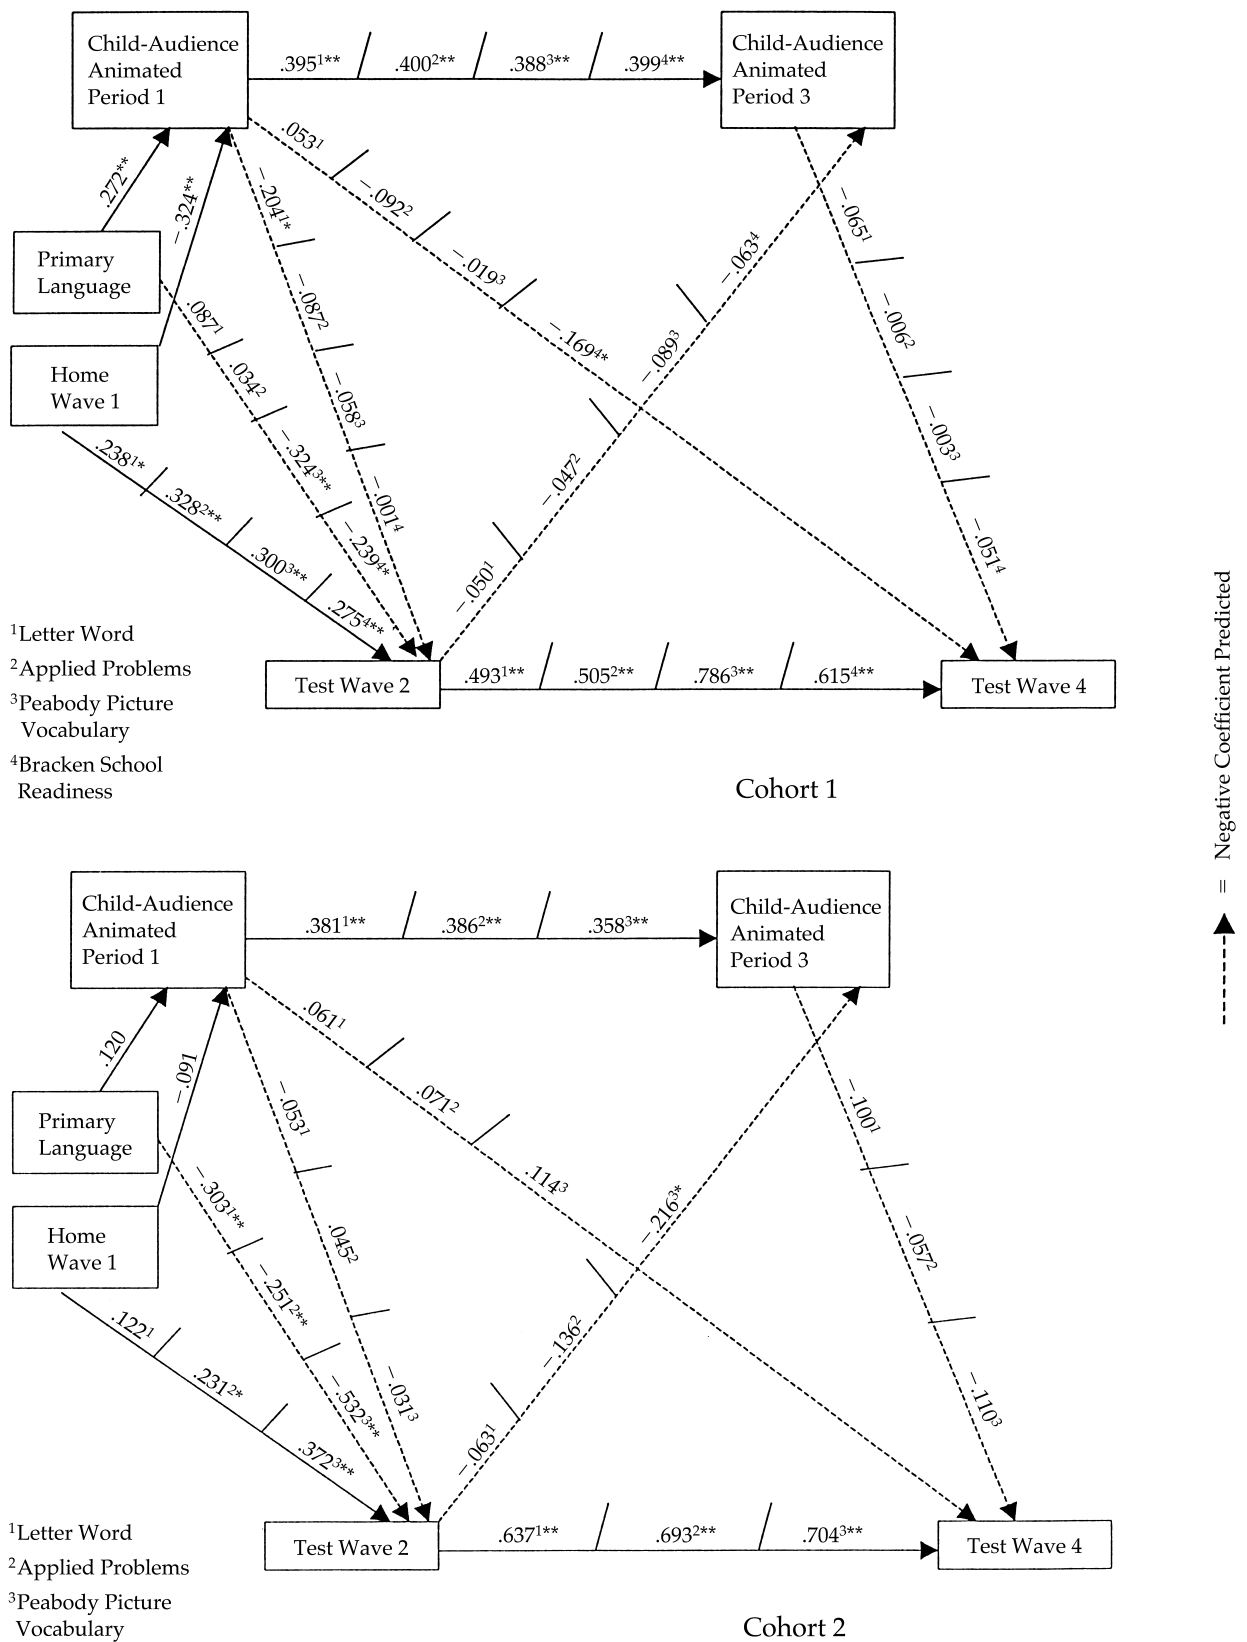 Child-Audience
Animated
Period 1
Child-Audience
Animated
Period 3
.395¹** .400²** .388³** .399⁴**
.272**
−.324**
Primary
Language
Home
Wave 1
.053¹
−.092²
−.019³
−.169⁴*
−.204¹*
−.087²
−.058³
−.001⁴
.087¹
.034²
−.324³**
−.239⁴*
.238¹*
.328²**
.300³**
.275⁴**
−.050¹
−.047²
−.089³
−.063⁴
−.065¹
−.006²
−.003³
−.051⁴
Test Wave 2
.493¹** .505²** .786³** .615⁴**
Test Wave 4
¹Letter Word
²Applied Problems
³Peabody Picture
Vocabulary
⁴Bracken School
Readiness
Cohort 1
= Negative Coefficient Predicted
Child-Audience
Animated
Period 1
Child-Audience
Animated
Period 3
.381¹** .386²** .358³**
.120
−.091
Primary
Language
Home
Wave 1
.061¹
.071²
.114³
−.053¹
.045²
−.031³
−.303¹**
−.251²**
−.532³**
.122¹
.231²*
.372³**
−.063¹
−.136²
−.216³*
−.100¹
−.057²
−.110³
Test Wave 2
.637¹** .693²** .704³**
Test Wave 4
¹Letter Word
²Applied Problems
³Peabody Picture
Vocabulary
Cohort 2